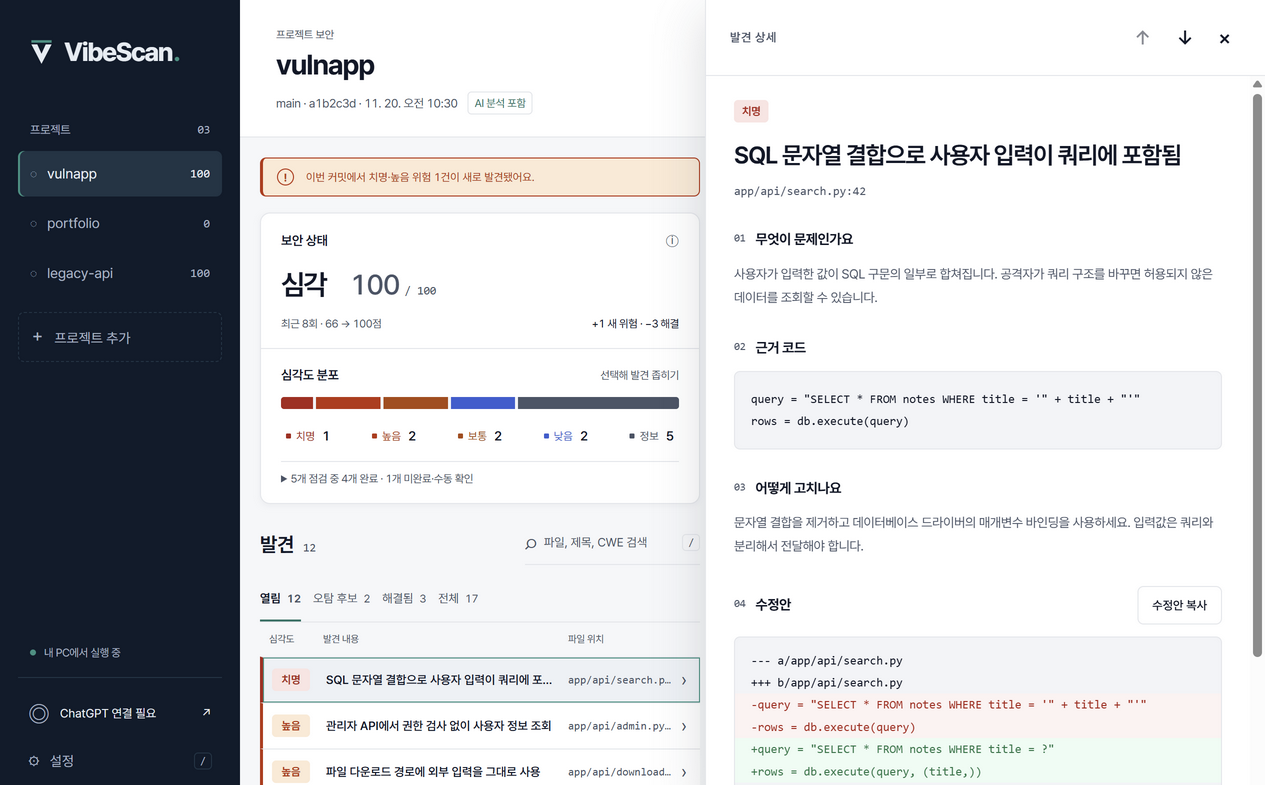 VibeScan.
프로젝트 03
vulnapp 100
portfolio 0
legacy-api 100
+ 프로젝트 추가
내 PC에서 실행 중
ChatGPT 연결 필요 ↗
설정 /
프로젝트 보안
vulnapp
main · a1b2c3d · 11. 20. 오전 10:30 AI 분석 포함
이번 커밋에서 치명·높음 위험 1건이 새로 발견됐어요.
보안 상태
심각 100 / 100
최근 8회 · 66 → 100점 +1 새 위험 · −3 해결
심각도 분포 선택해 발견 좁히기
치명 1 높음 2 보통 2 낮음 2 정보 5
▶ 5개 점검 중 4개 완료 · 1개 미완료·수동 확인
발견 12 파일, 제목, CWE 검색 /
열림 12 오탐 후보 2 해결됨 3 전체 17
심각도 발견 내용 파일 위치
치명 SQL 문자열 결합으로 사용자 입력이 쿼리에 포… app/api/search.p… ›
높음 관리자 API에서 권한 검사 없이 사용자 정보 조회 app/api/admin.py… ›
높음 파일 다운로드 경로에 외부 입력을 그대로 사용 app/api/download… ›
발견 상세 ↑ ↓ ×
치명
SQL 문자열 결합으로 사용자 입력이 쿼리에 포함됨
app/api/search.py:42
01 무엇이 문제인가요
사용자가 입력한 값이 SQL 구문의 일부로 합쳐집니다. 공격자가 쿼리 구조를 바꾸면 허용되지 않은
데이터를 조회할 수 있습니다.
02 근거 코드
query = "SELECT * FROM notes WHERE title = '" + title + "'"
rows = db.execute(query)
03 어떻게 고치나요
문자열 결합을 제거하고 데이터베이스 드라이버의 매개변수 바인딩을 사용하세요. 입력값은 쿼리와
분리해서 전달해야 합니다.
04 수정안 수정안 복사
--- a/app/api/search.py
+++ b/app/api/search.py
-query = "SELECT * FROM notes WHERE title = '" + title + "'"
-rows = db.execute(query)
+query = "SELECT * FROM notes WHERE title = ?"
+rows = db.execute(query, (title,))